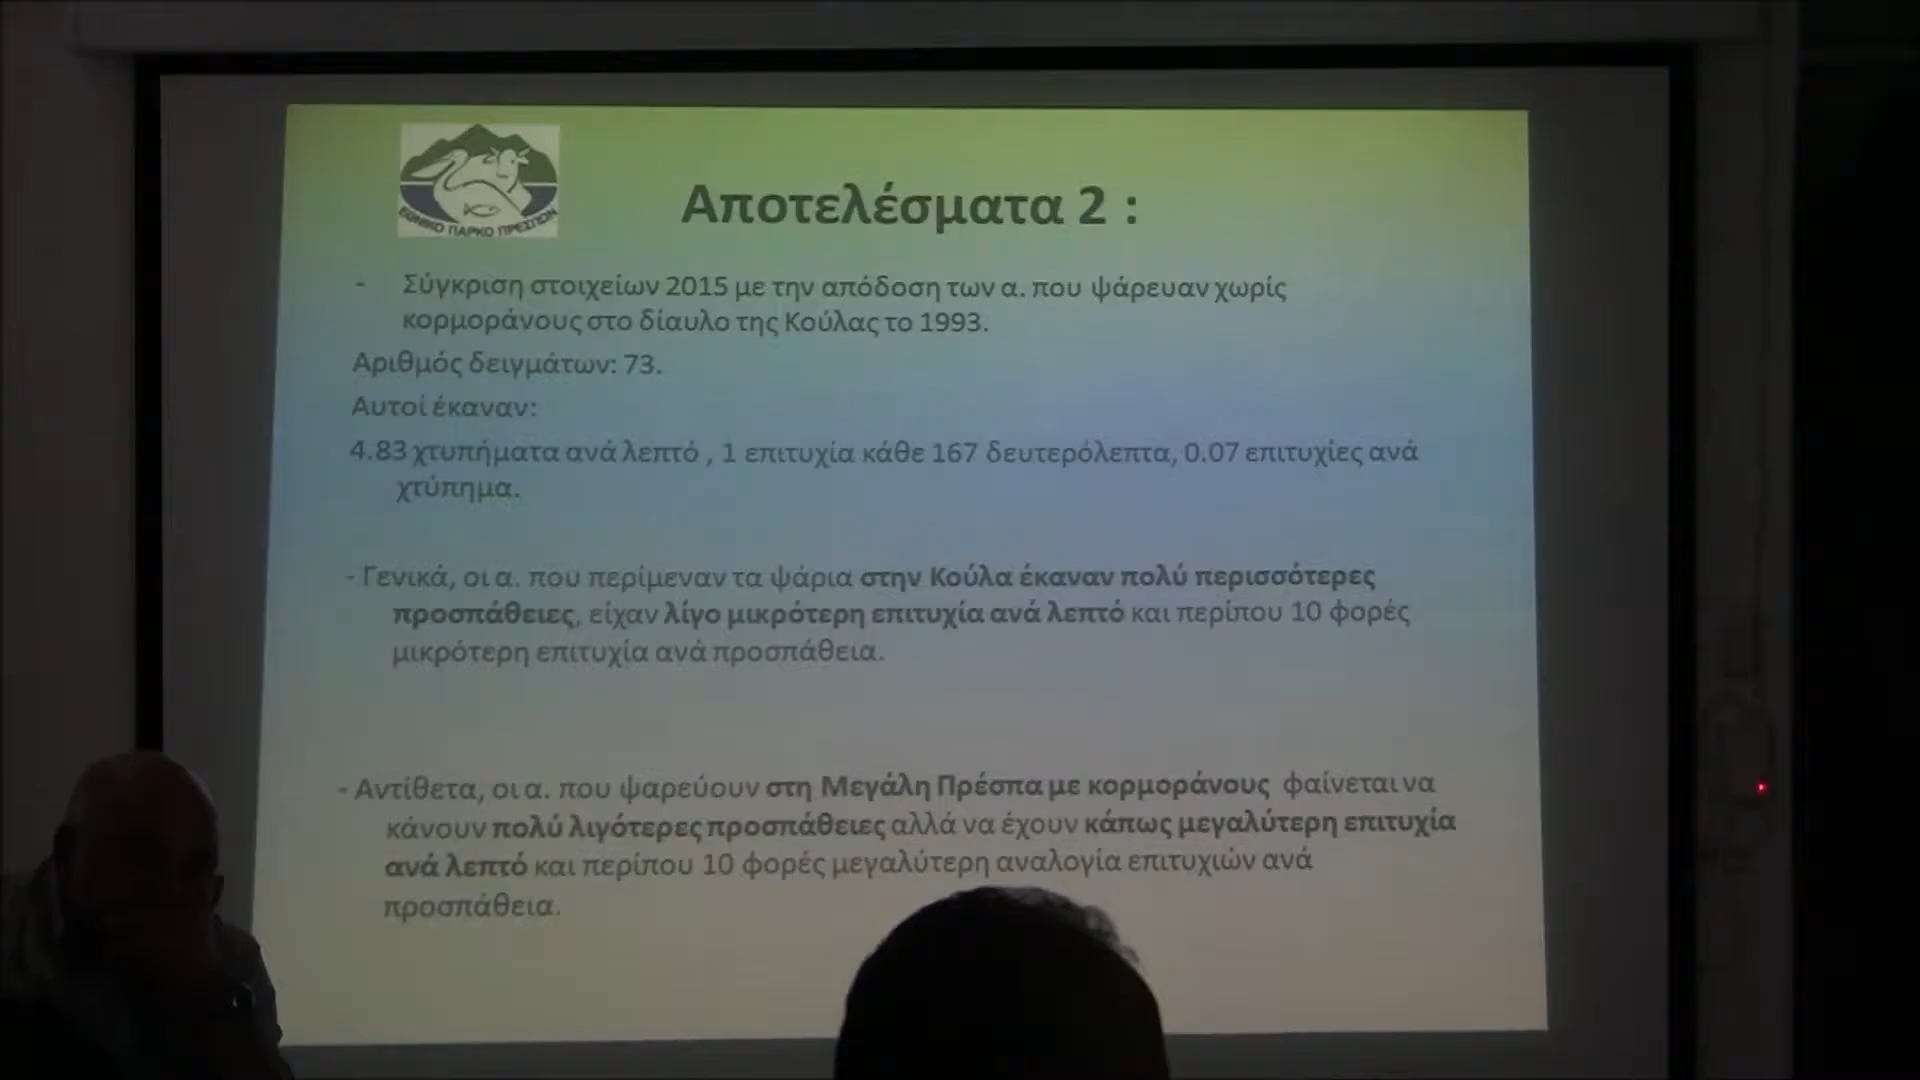 ΕΘΝΙΚΟ ΠΑΡΚΟ ΠΡΕΣΠΩΝ
Αποτελέσματα 2 :
- Σύγκριση στοιχείων 2015 με την απόδοση των α. που ψάρευαν χωρίς
κορμοράνους στο δίαυλο της Κούλας το 1993.
Αριθμός δειγμάτων: 73.
Αυτοί έκαναν:
4.83 χτυπήματα ανά λεπτό , 1 επιτυχία κάθε 167 δευτερόλεπτα, 0.07 επιτυχίες ανά
χτύπημα.
- Γενικά, οι α. που περίμεναν τα ψάρια στην Κούλα έκαναν πολύ περισσότερες
προσπάθειες, είχαν λίγο μικρότερη επιτυχία ανά λεπτό και περίπου 10 φορές
μικρότερη επιτυχία ανά προσπάθεια.
- Αντίθετα, οι α. που ψαρεύουν στη Μεγάλη Πρέσπα με κορμοράνους φαίνεται να
κάνουν πολύ λιγότερες προσπάθειες αλλά να έχουν κάπως μεγαλύτερη επιτυχία
ανά λεπτό και περίπου 10 φορές μεγαλύτερη αναλογία επιτυχιών ανά
προσπάθεια.